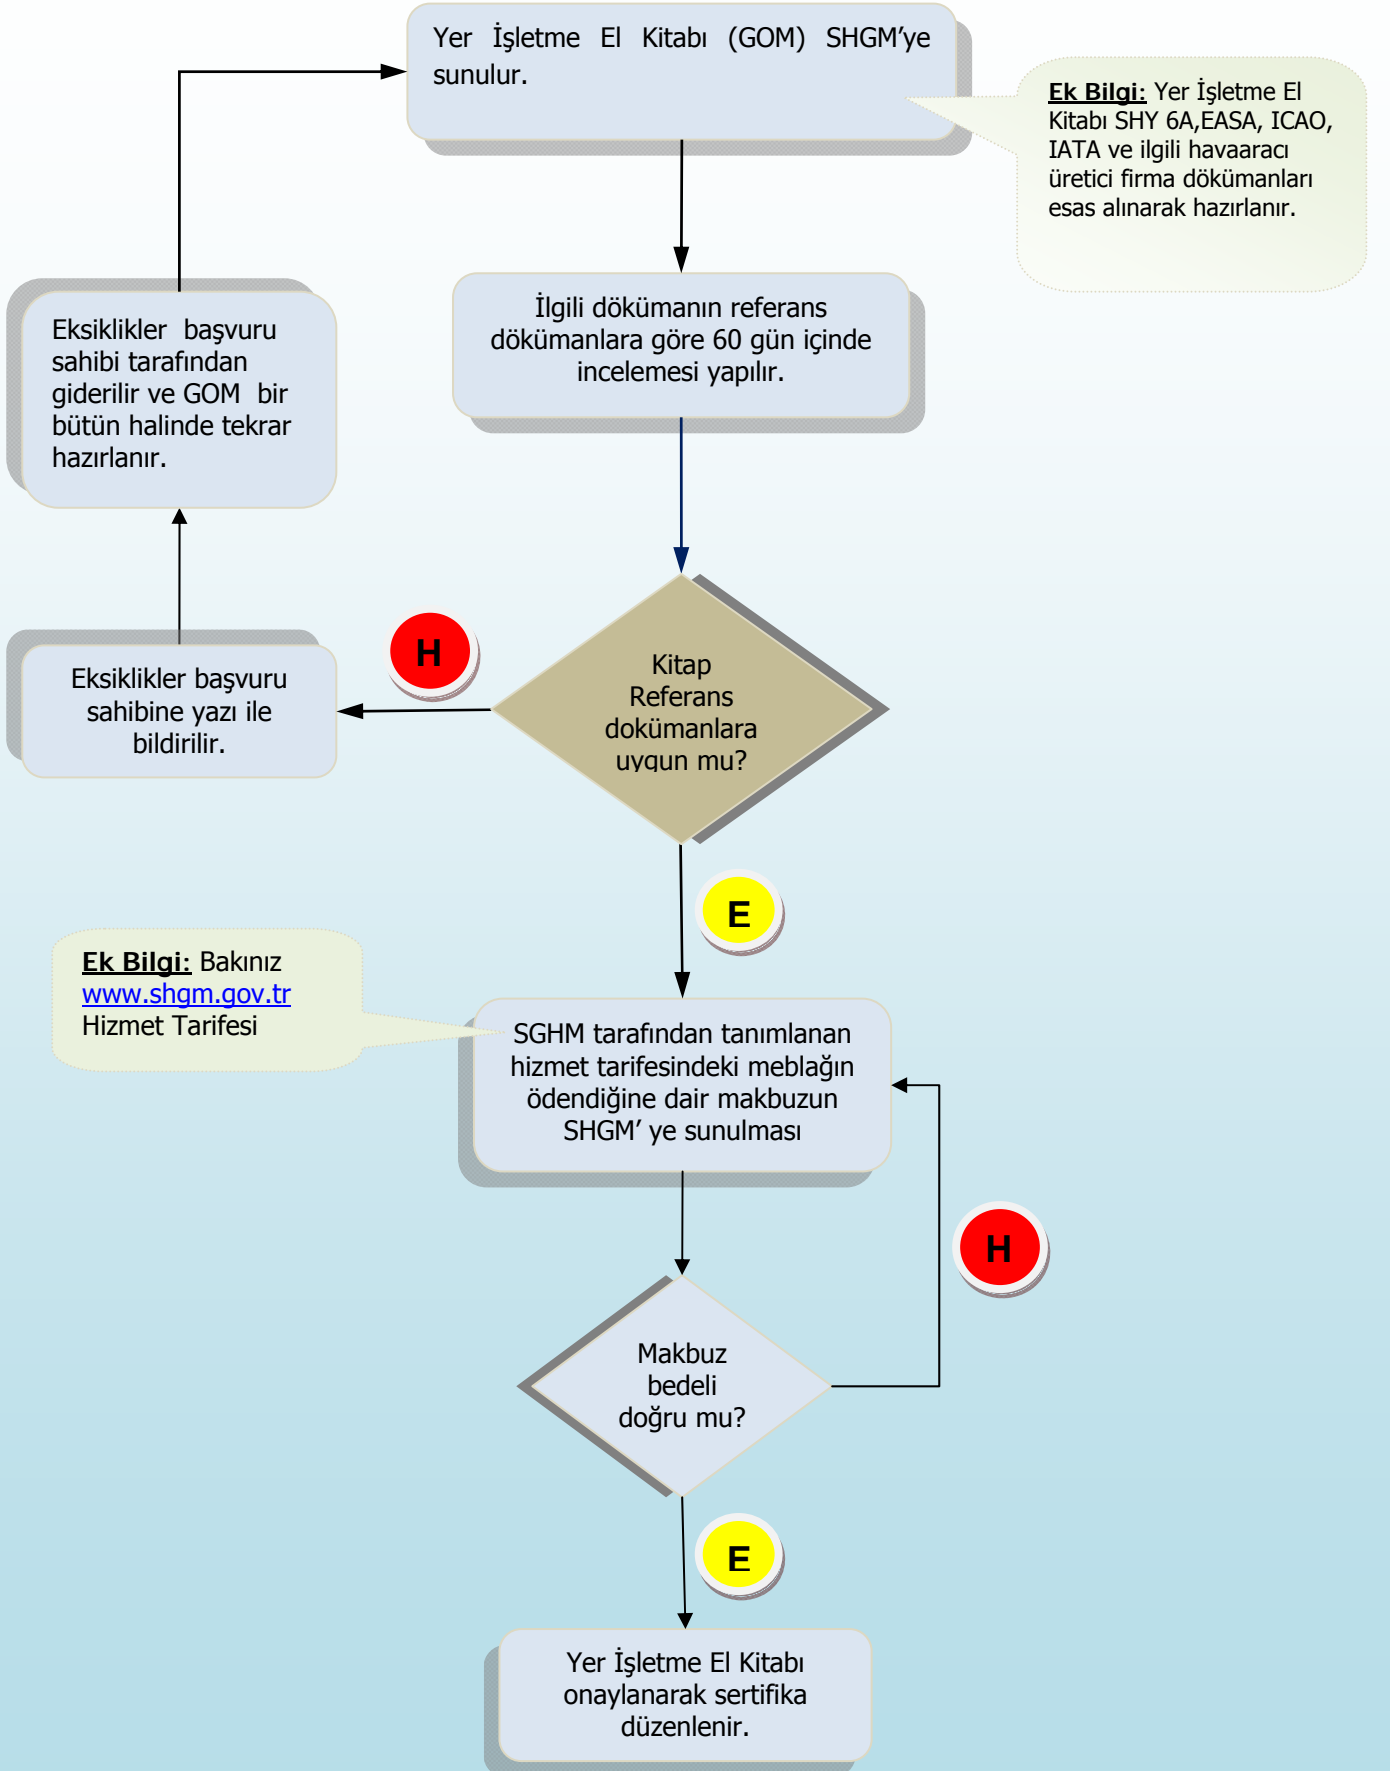 Yer İşletme El Kitabı (GOM) SHGM’ye
sunulur.
Ek Bilgi: Yer İşletme El
Kitabı SHY 6A,EASA, ICAO,
IATA ve ilgili havaaracı
üretici firma dökümanları
esas alınarak hazırlanır.
İlgili dökümanın referans
dökümanlara göre 60 gün içinde
incelemesi yapılır.
Eksiklikler başvuru
sahibi tarafından
giderilir ve GOM bir
bütün halinde tekrar
hazırlanır.
H
Kitap
Referans
dokümanlara
uygun mu?
Eksiklikler başvuru
sahibine yazı ile
bildirilir.
E
Ek Bilgi: Bakınız
www.shgm.gov.tr
Hizmet Tarifesi
SGHM tarafından tanımlanan
hizmet tarifesindeki meblağın
ödendiğine dair makbuzun
SHGM’ ye sunulması
H
Makbuz
bedeli
doğru mu?
E
Yer İşletme El Kitabı
onaylanarak sertifika
düzenlenir.